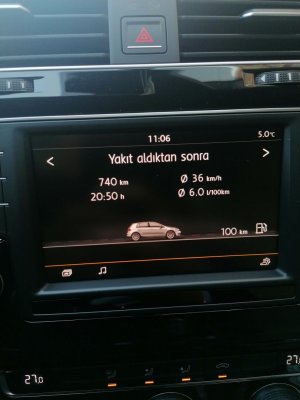 11:06 5.0°C
< Yakıt aldıktan sonra >
740 km Ø 36 km/h
20:50 h Ø 6.0 l/100km
100 km
27.0 27.